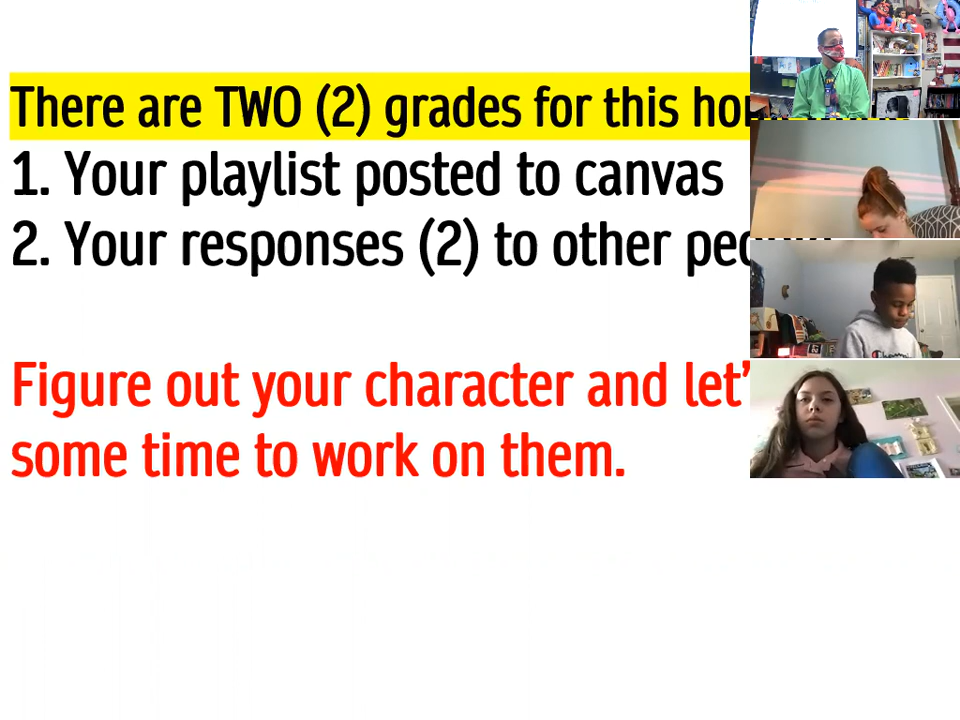 There are TWO (2) grades for this
1. Your playlist posted to canvas
2. Your responses (2) to other
Figure out your character and let'
some time to work on them.